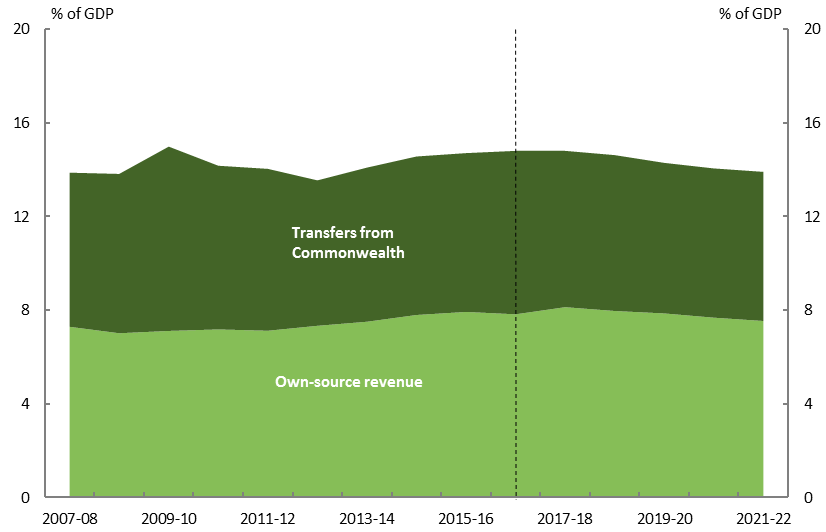 % of GDP % of GDP
20 20
16 16
12 12
Transfers from
Commonwealth
8 8
Own-source revenue
4 4
0 0
2007-08 2009-10 2011-12 2013-14 2015-16 2017-18 2019-20 2021-22